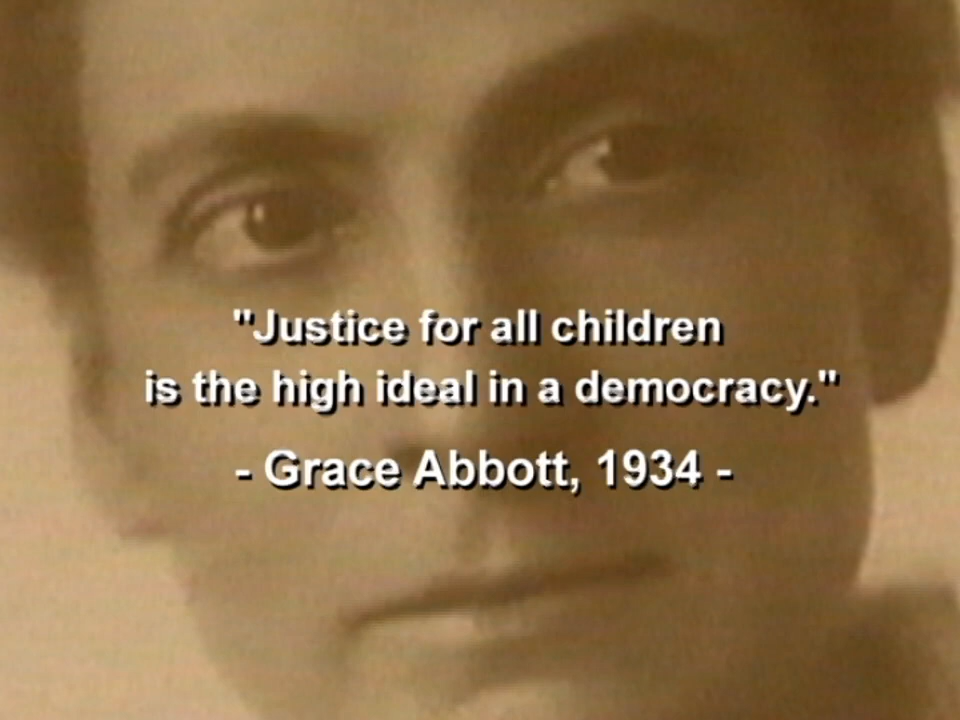 "Justice for all children
is the high ideal in a democracy."
- Grace Abbott, 1934 -